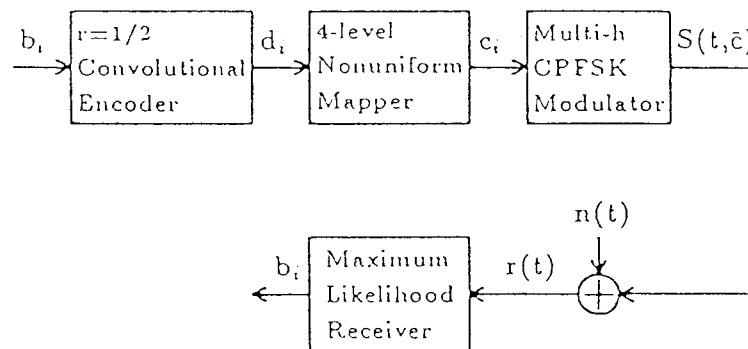 b_i
r=1/2
Convolutional
Encoder
d_i
4-level
Nonuniform
Mapper
c_i
Multi-h
CPFSK
Modulator
S(t,c̄)
n(t)
b_i
Maximum
Likelihood
Receiver
r(t)
+